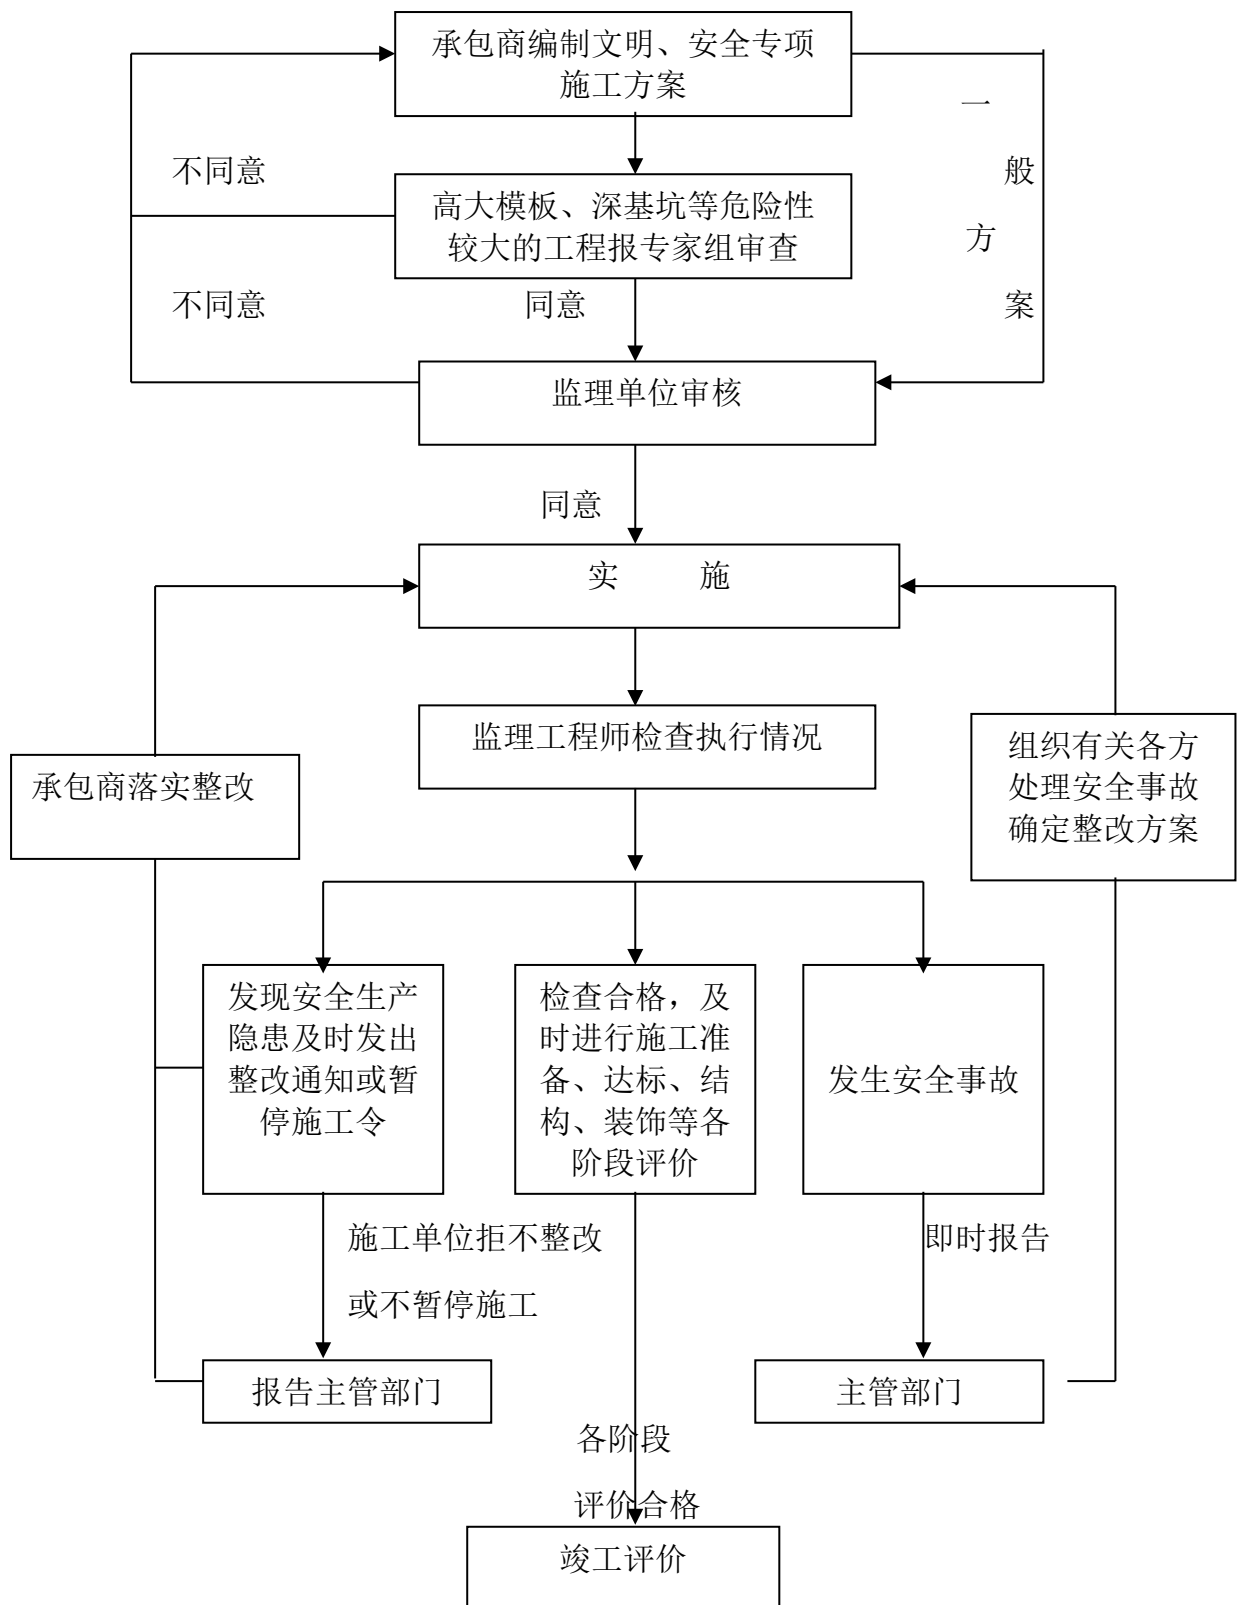 承包商编制文明、安全专项
施工方案
一
般
方
案
不同意
高大模板、深基坑等危险性
较大的工程报专家组审查
不同意
同意
监理单位审核
同意
实 施
监理工程师检查执行情况
承包商落实整改
组织有关各方
处理安全事故
确定整改方案
发现安全生产
隐患及时发出
整改通知或暂
停施工令
检查合格，及
时进行施工准
备、达标、结
构、装饰等各
阶段评价
发生安全事故
施工单位拒不整改
或不暂停施工
即时报告
报告主管部门
主管部门
各阶段
评价合格
竣工评价